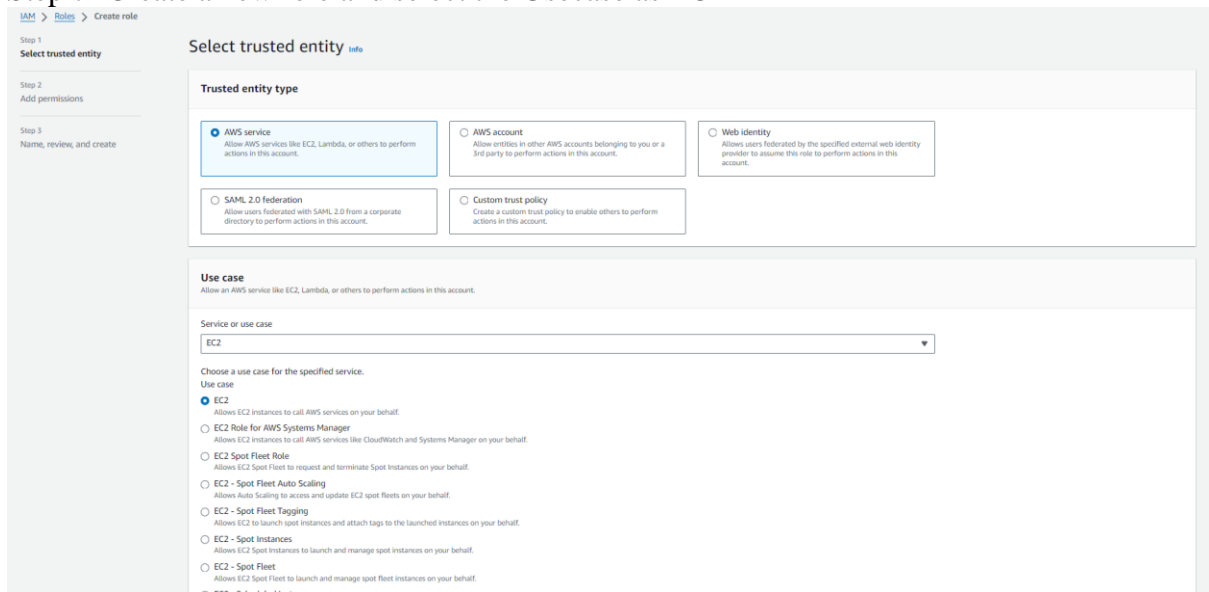 IAM > Roles > Create role
Step 1
Select trusted entity
Step 2
Add permissions
Step 3
Name, review, and create
Select trusted entity Info
Trusted entity type
AWS service
Allow AWS services like EC2, Lambda, or others to perform
actions in this account.
AWS account
Allow entities in other AWS accounts belonging to you or a
3rd party to perform actions in this account.
Web identity
Allows users federated by the specified external web identity
provider to assume this role to perform actions in this
account.
SAML 2.0 federation
Allow users federated with SAML 2.0 from a corporate
directory to perform actions in this account.
Custom trust policy
Create a custom trust policy to enable others to perform
actions in this account.
Use case
Allow an AWS service like EC2, Lambda, or others to perform actions in this account.
Service or use case
EC2
Choose a use case for the specified service.
Use case
EC2
Allows EC2 instances to call AWS services on your behalf.
EC2 Role for AWS Systems Manager
Allows EC2 instances to call AWS services like CloudWatch and Systems Manager on your behalf.
EC2 Spot Fleet Role
Allows EC2 Spot Fleet to request and terminate Spot Instances on your behalf.
EC2 - Spot Fleet Auto Scaling
Allows Auto Scaling to access and update EC2 spot fleets on your behalf.
EC2 - Spot Fleet Tagging
Allows EC2 to launch spot instances and attach tags to the launched instances on your behalf.
EC2 - Spot Instances
Allows EC2 Spot Instances to launch and manage spot instances on your behalf.
EC2 - Spot Fleet
Allows EC2 Spot Fleet to launch and manage spot fleet instances on your behalf.